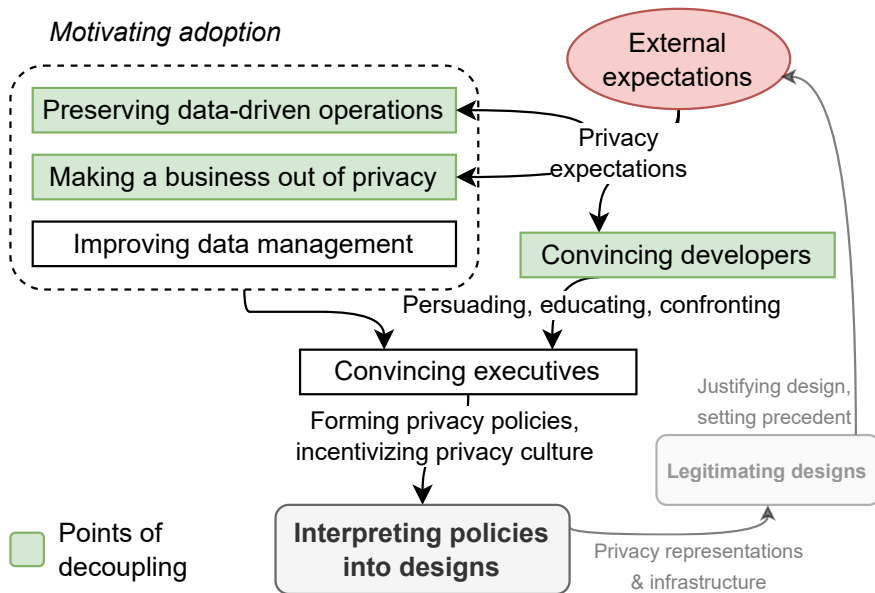 Motivating adoption
External
expectations
Preserving data-driven operations
Privacy
expectations
Making a business out of privacy
Improving data management
Convincing developers
Persuading, educating, confronting
Convincing executives
Justifying design,
setting precedent
Forming privacy policies,
incentivizing privacy culture
Legitimating designs
Interpreting policies
into designs
Privacy representations
& infrastructure
Points of
decoupling